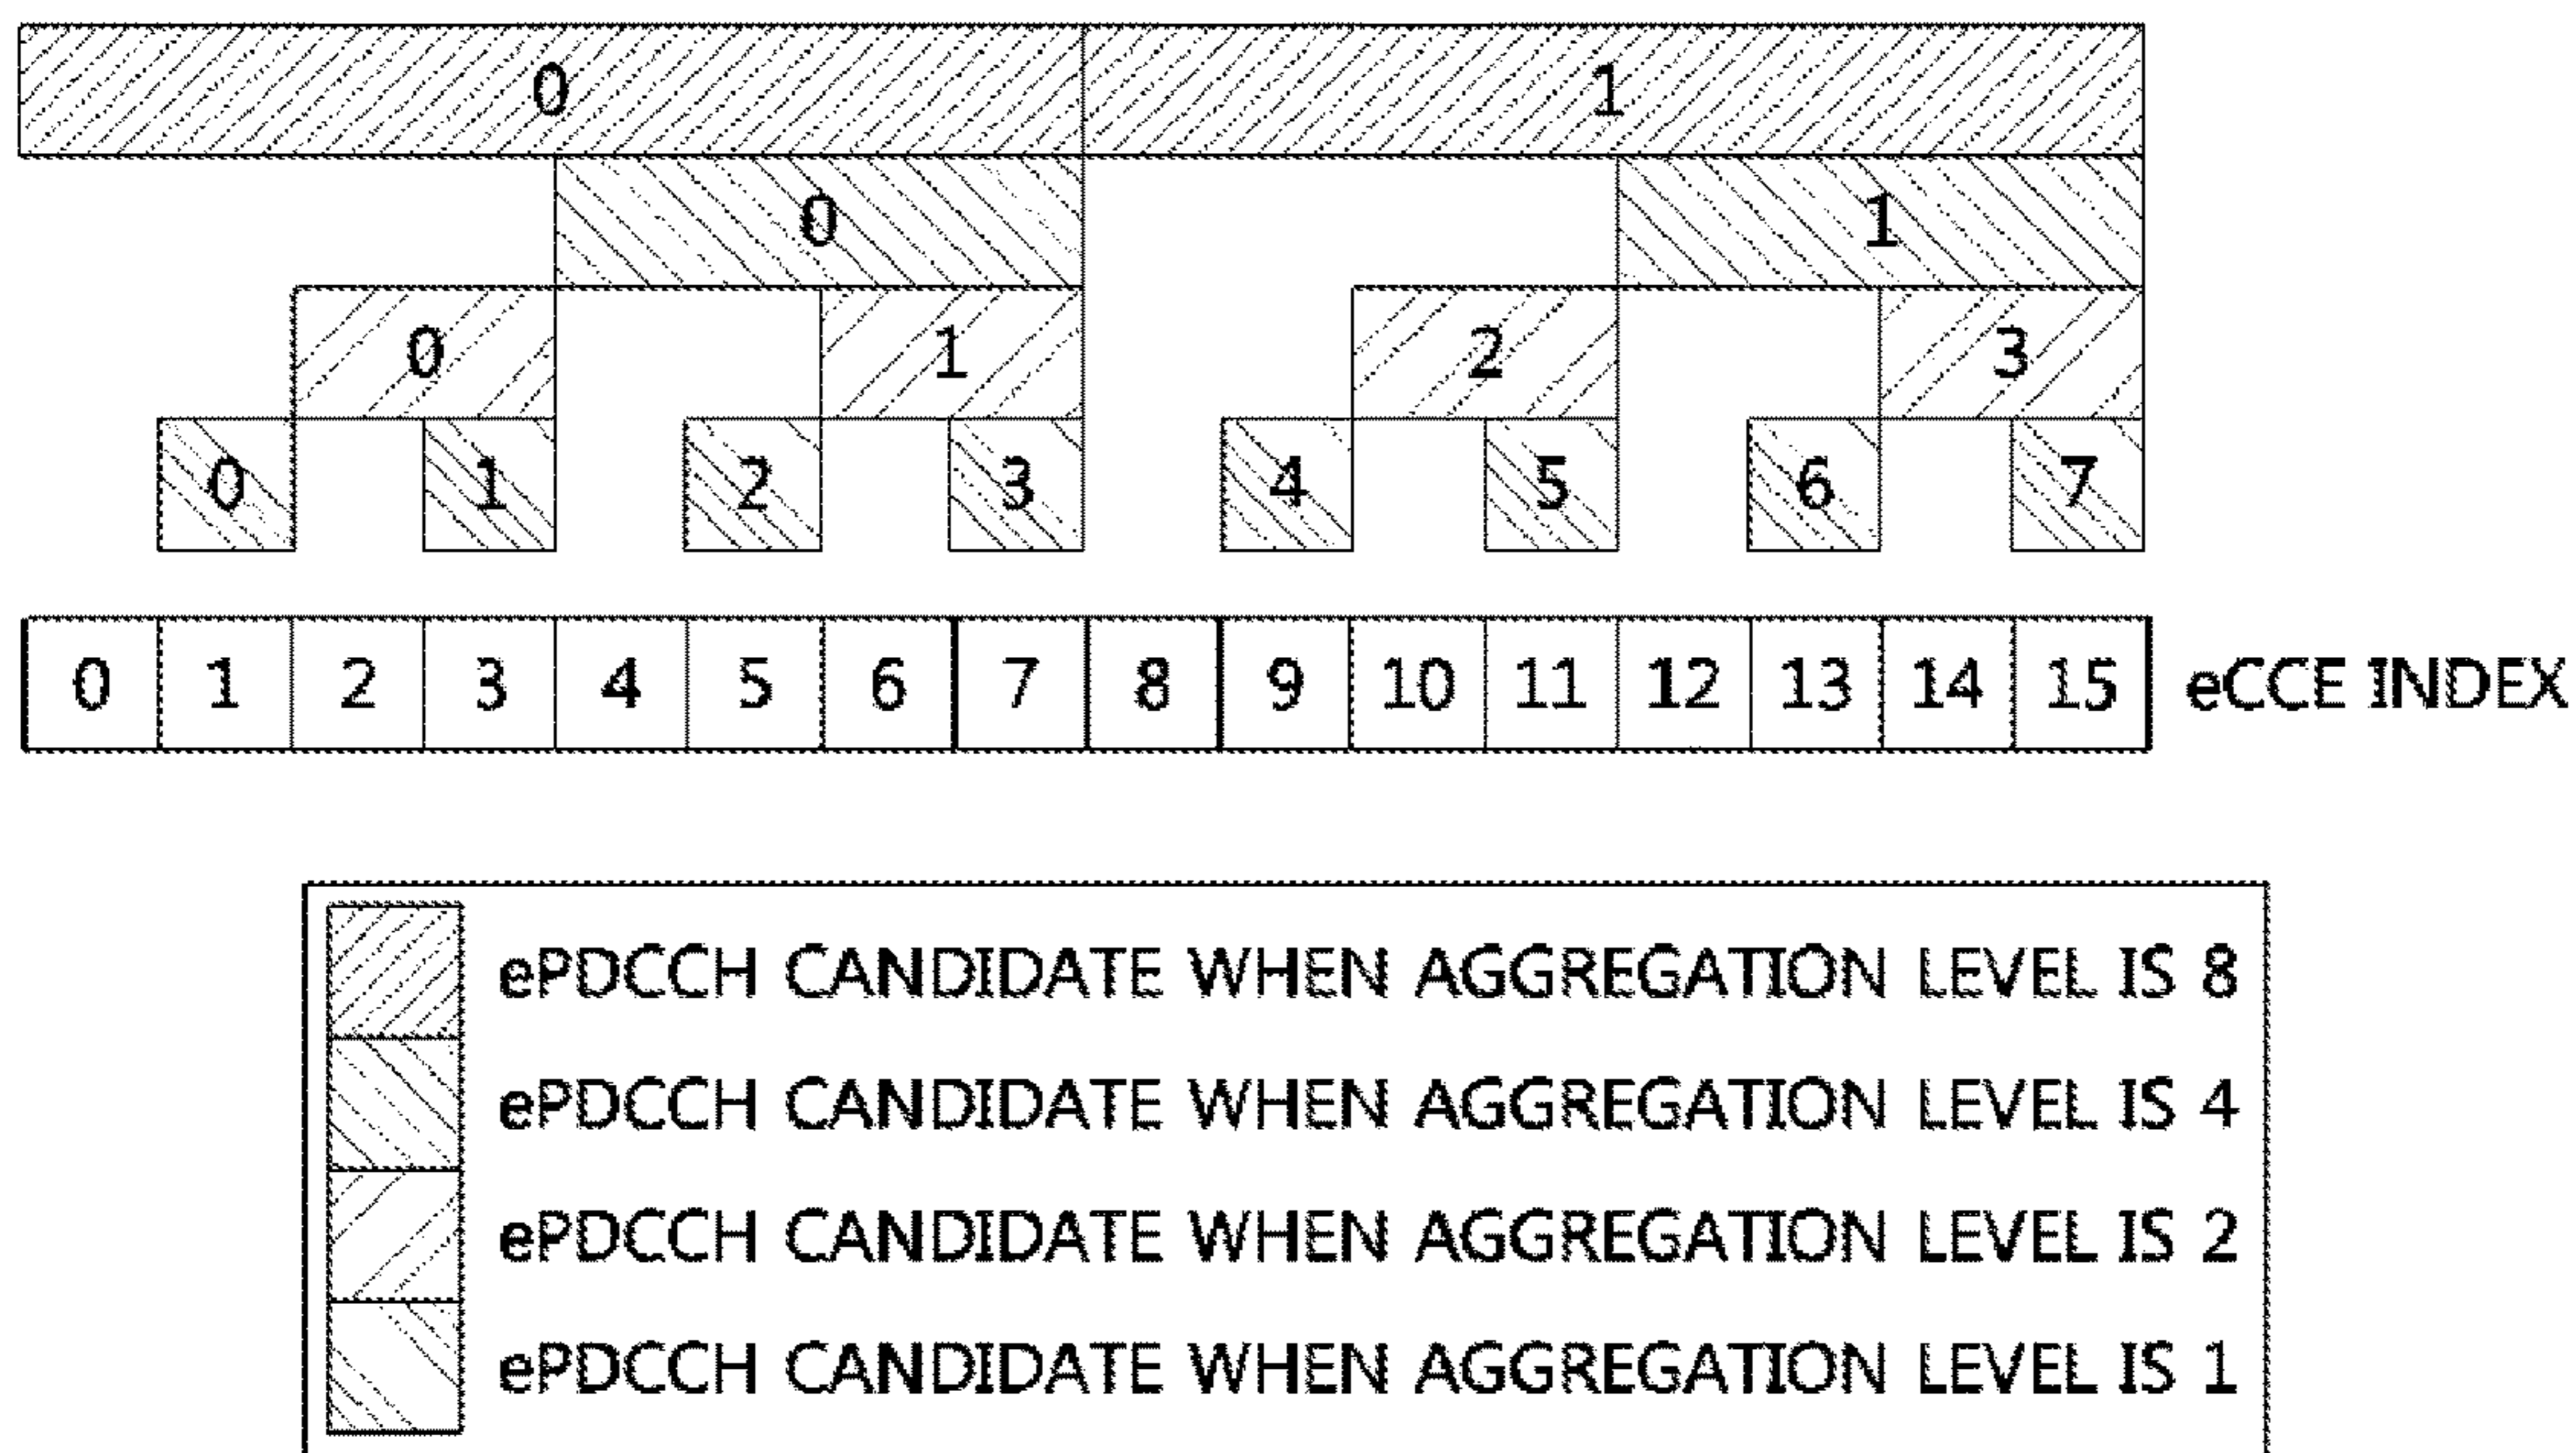 0 1
0 1
0 1 2 3
0 1 2 3 4 5 6 7
0 1 2 3 4 5 6 7 8 9 10 11 12 13 14 15 eCCE INDEX
ePDCCH CANDIDATE WHEN AGGREGATION LEVEL IS 8
ePDCCH CANDIDATE WHEN AGGREGATION LEVEL IS 4
ePDCCH CANDIDATE WHEN AGGREGATION LEVEL IS 2
ePDCCH CANDIDATE WHEN AGGREGATION LEVEL IS 1